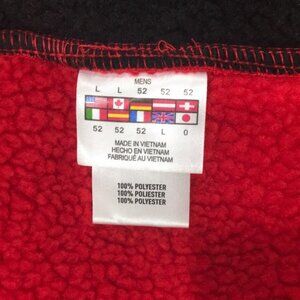 MENS
L L 52 52 52
52 52 52 L O
MADE IN VIETNAM
HECHO EN VIETNAM
FABRIQUÉ AU VIETNAM
100% POLYESTER
100% POLIESTER
100% POLYESTER